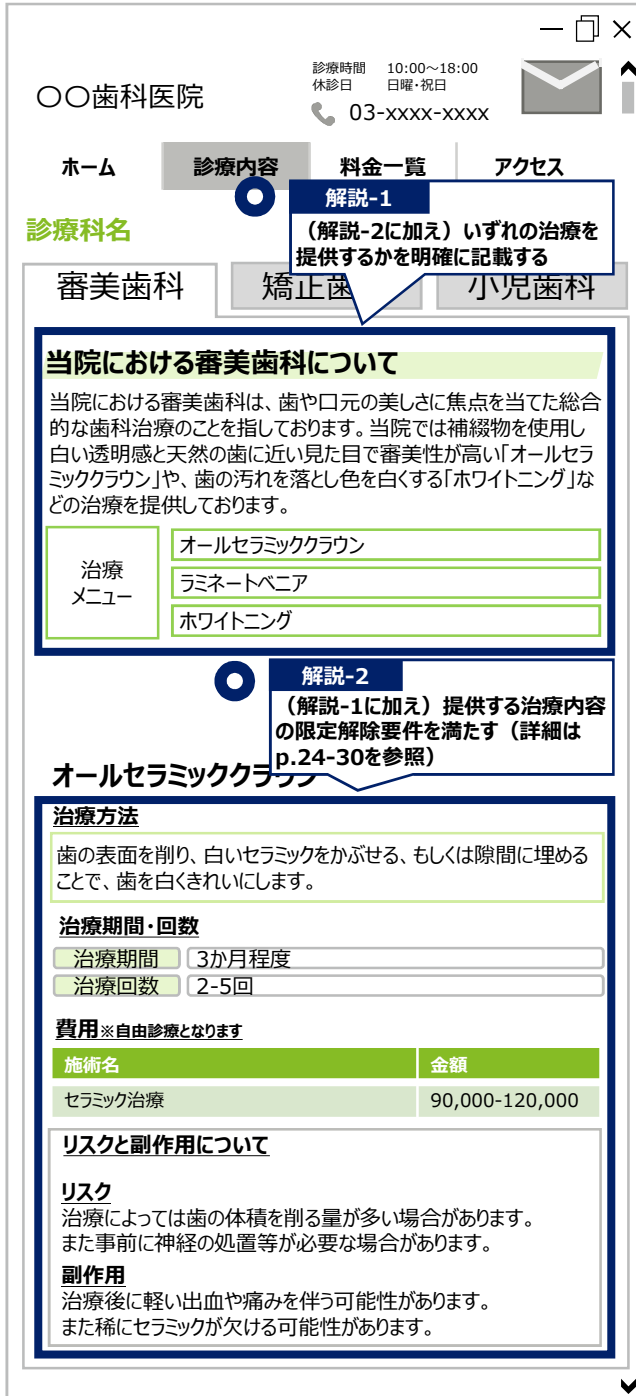 〇〇歯科医院
診療時間 10:00～18:00
休診日 日曜・祝日
03-xxxx-xxxx
ホーム 診療内容 料金一覧 アクセス
解説-1
（解説-2に加え）いずれの治療を
提供するかを明確に記載する
診療科名
審美歯科 矯正歯 小児歯科
当院における審美歯科について
当院における審美歯科は、歯や口元の美しさに焦点を当てた総合
的な歯科治療のことを指しております。当院では補綴物を使用し
白い透明感と天然の歯に近い見た目で審美性が高い「オールセラ
ミッククラウン」や、歯の汚れを落とし色を白くする「ホワイトニング」な
どの治療を提供しております。
治療
メニュー
オールセラミッククラウン
ラミネートベニア
ホワイトニング
解説-2
（解説-1に加え）提供する治療内容
の限定解除要件を満たす（詳細は
p.24-30を参照）
オールセラミッククラウン
治療方法
歯の表面を削り、白いセラミックをかぶせる、もしくは隙間に埋める
ことで、歯を白くきれいにします。
治療期間・回数
治療期間 3か月程度
治療回数 2-5回
費用※自由診療となります
施術名 金額
セラミック治療 90,000-120,000
リスクと副作用について
リスク
治療によっては歯の体積を削る量が多い場合があります。
また事前に神経の処置等が必要な場合があります。
副作用
治療後に軽い出血や痛みを伴う可能性があります。
また稀にセラミックが欠ける可能性があります。